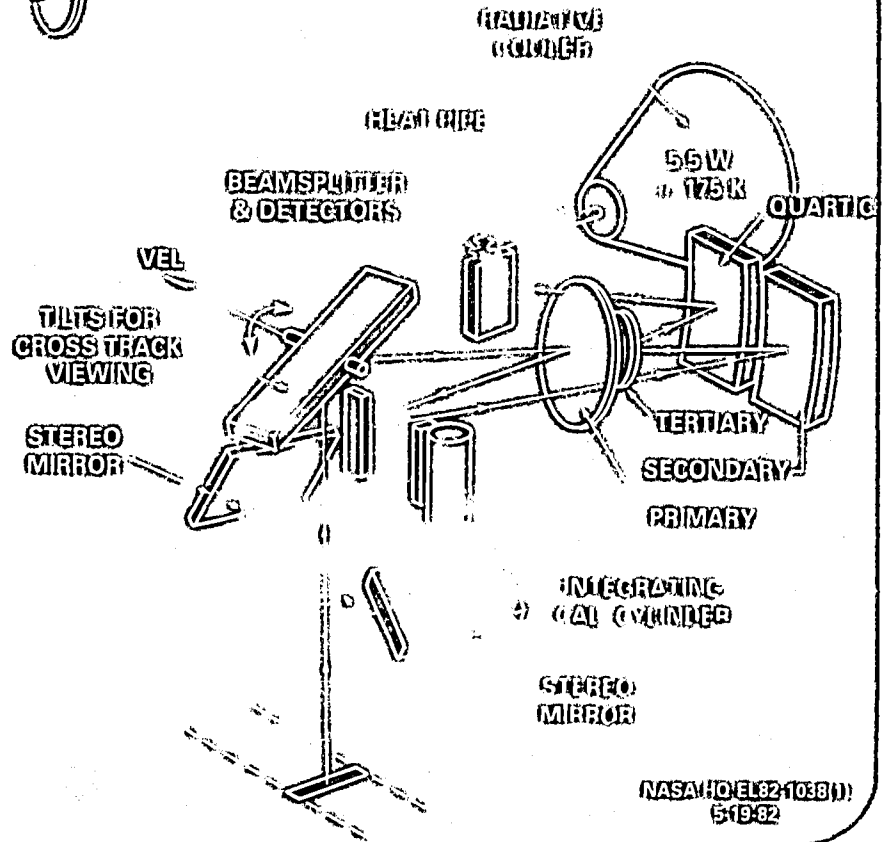 RADIATIVE
COOLER
HEAT PIPE
5.5 W
@ 175 K
BEAMSPLITTER
& DETECTORS
QUARTIC
VEL
TILTS FOR
CROSS TRACK
VIEWING
TERTIARY
STEREO
MIRROR
SECONDARY
PRIMARY
INTEGRATING
CAL CYLINDER
STEREO
MIRROR
NASA HQ EL82-1038 (1)
5-19-82